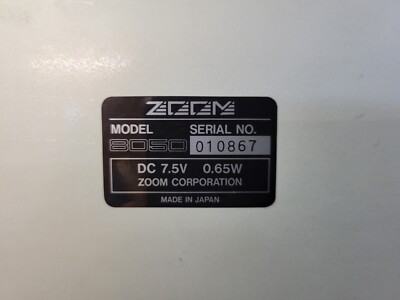 ZOOM
MODEL SERIAL NO.
8050 010867
DC 7.5V 0.65W
ZOOM CORPORATION
MADE IN JAPAN